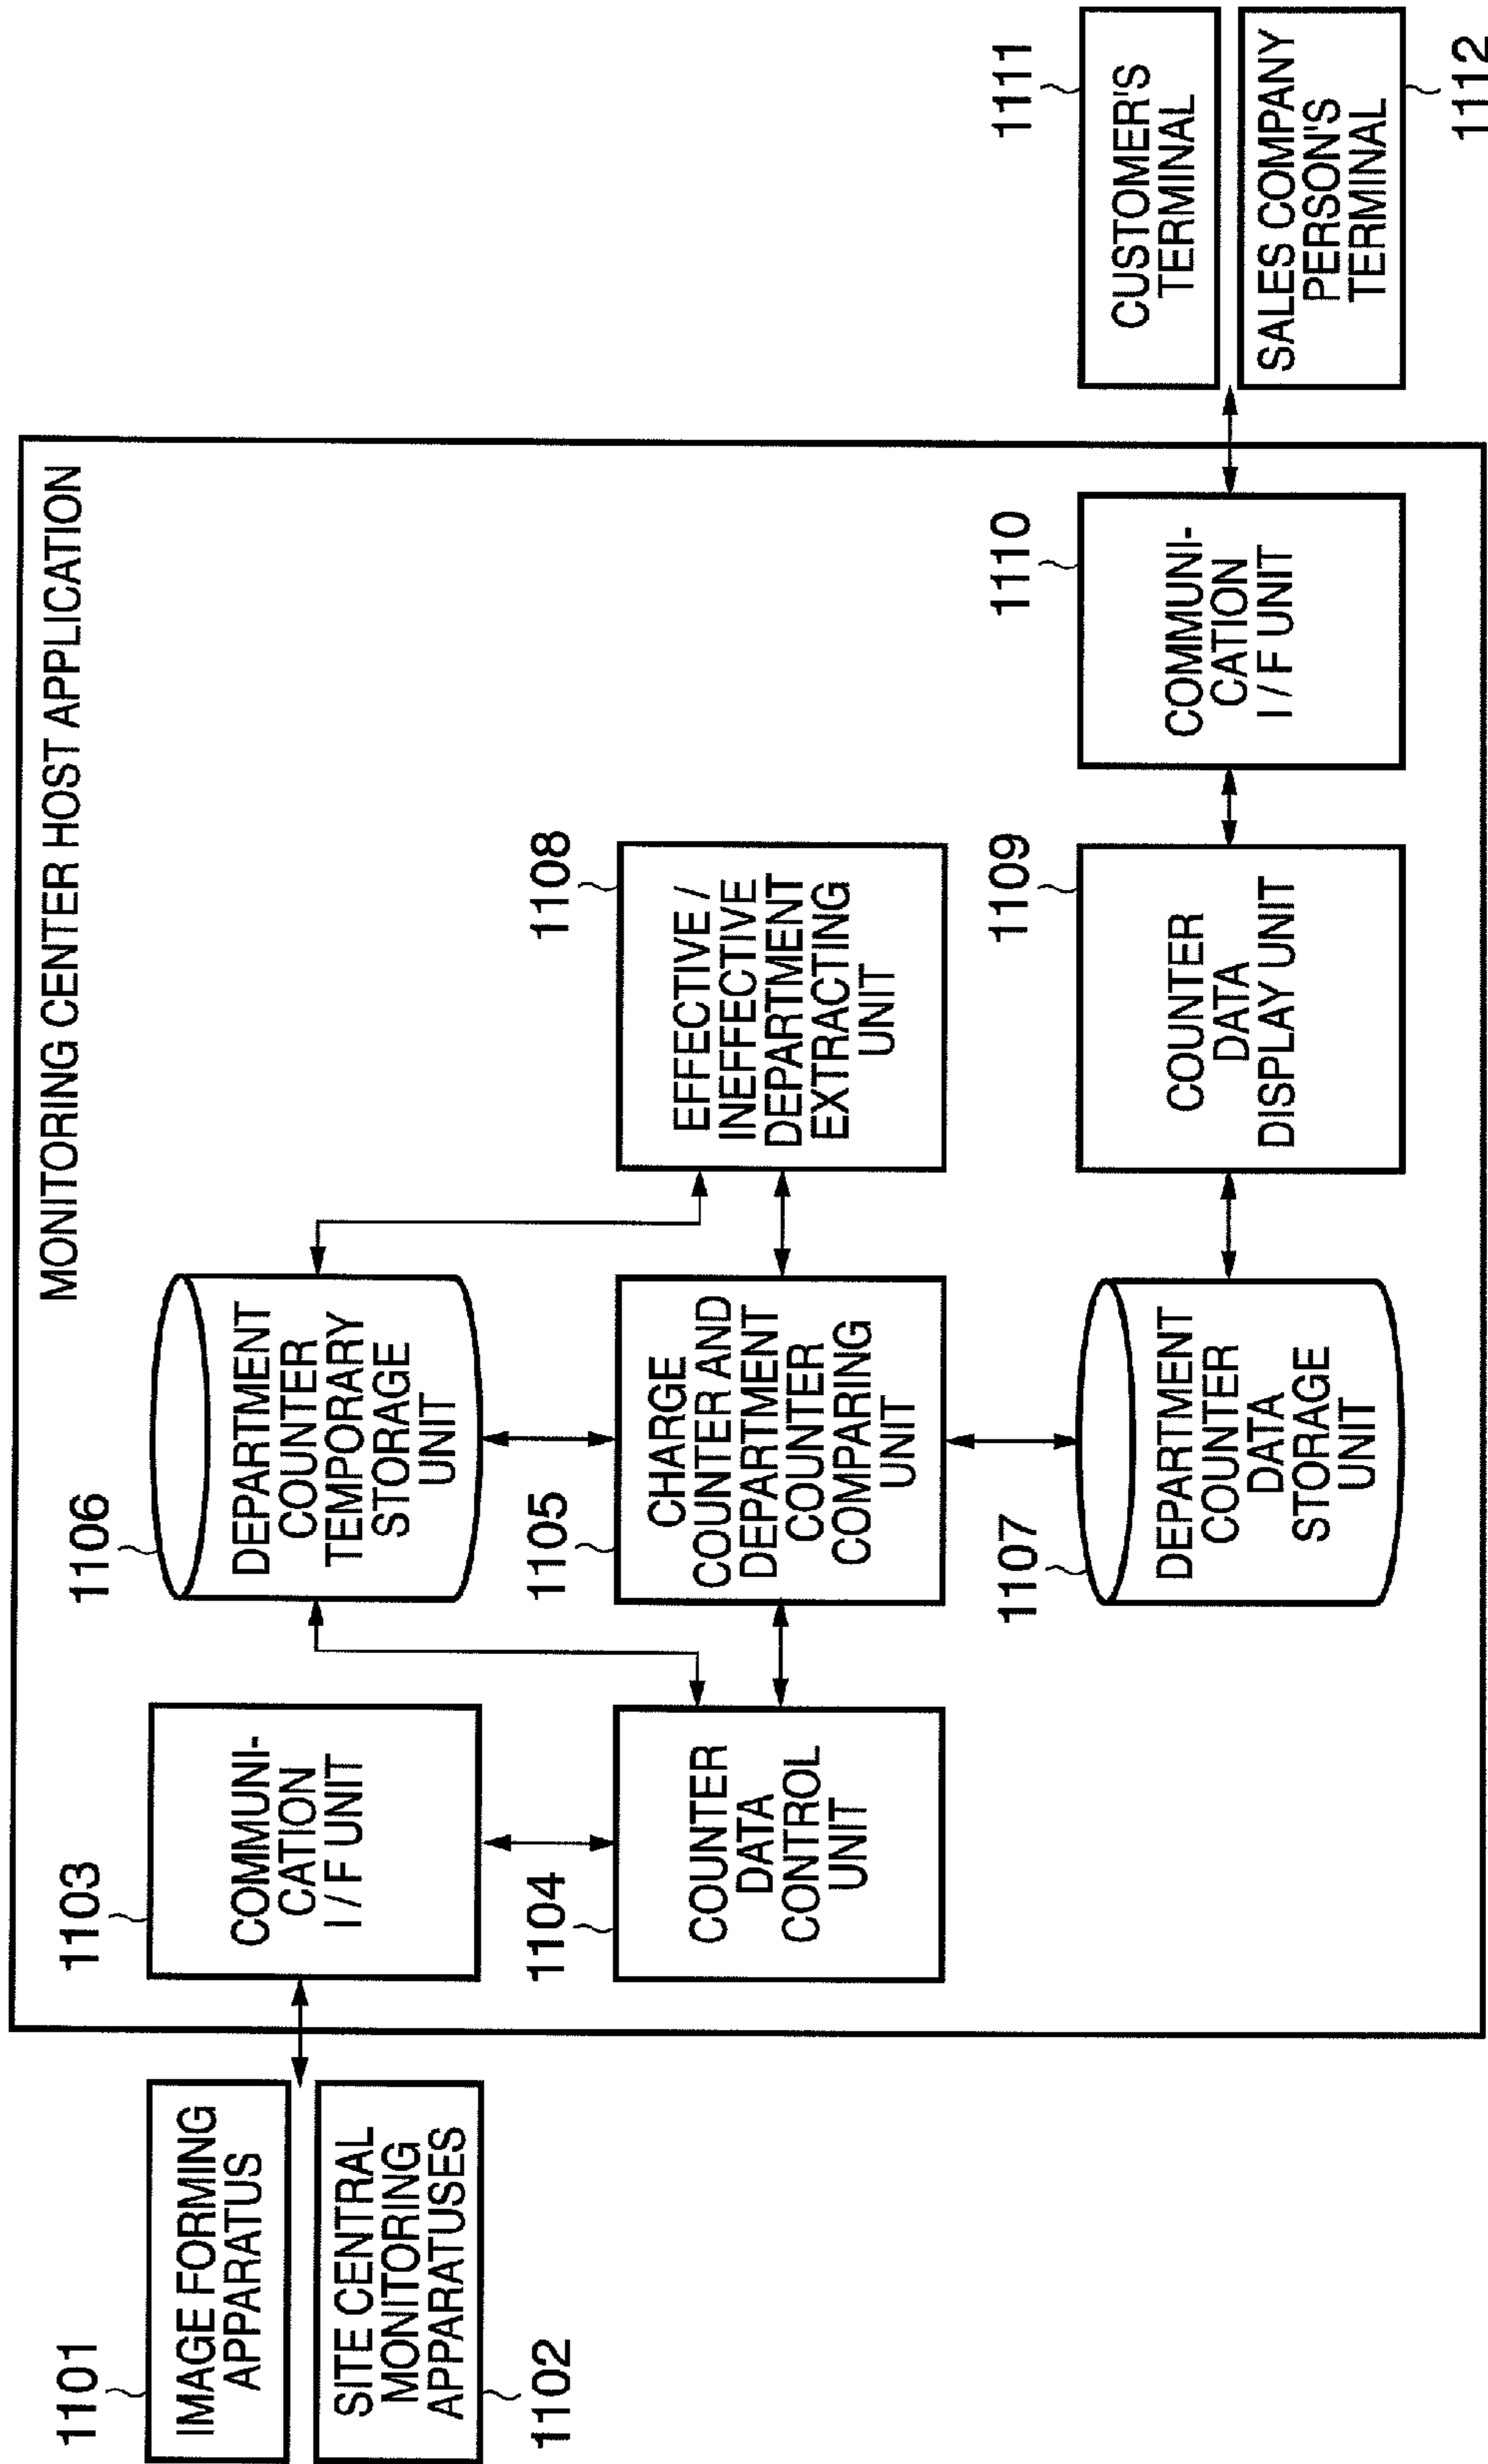 MONITORING CENTER HOST APPLICATION
1101
IMAGE FORMING
APPARATUS
SITE CENTRAL
MONITORING
APPARATUSES
1102
1103
COMMUNI-
CATION
I / F UNIT
1104
COUNTER
DATA
CONTROL
UNIT
1106
DEPARTMENT
COUNTER
TEMPORARY
STORAGE
UNIT
1105
CHARGE
COUNTER AND
DEPARTMENT
COUNTER
COMPARING
UNIT
1107
DEPARTMENT
COUNTER
DATA
STORAGE
UNIT
1108
EFFECTIVE /
INEFFECTIVE
DEPARTMENT
EXTRACTING
UNIT
1109
COUNTER
DATA
DISPLAY UNIT
1110
COMMUNI-
CATION
I / F UNIT
1111
CUSTOMER'S
TERMINAL
SALES COMPANY
PERSON'S
TERMINAL
1112